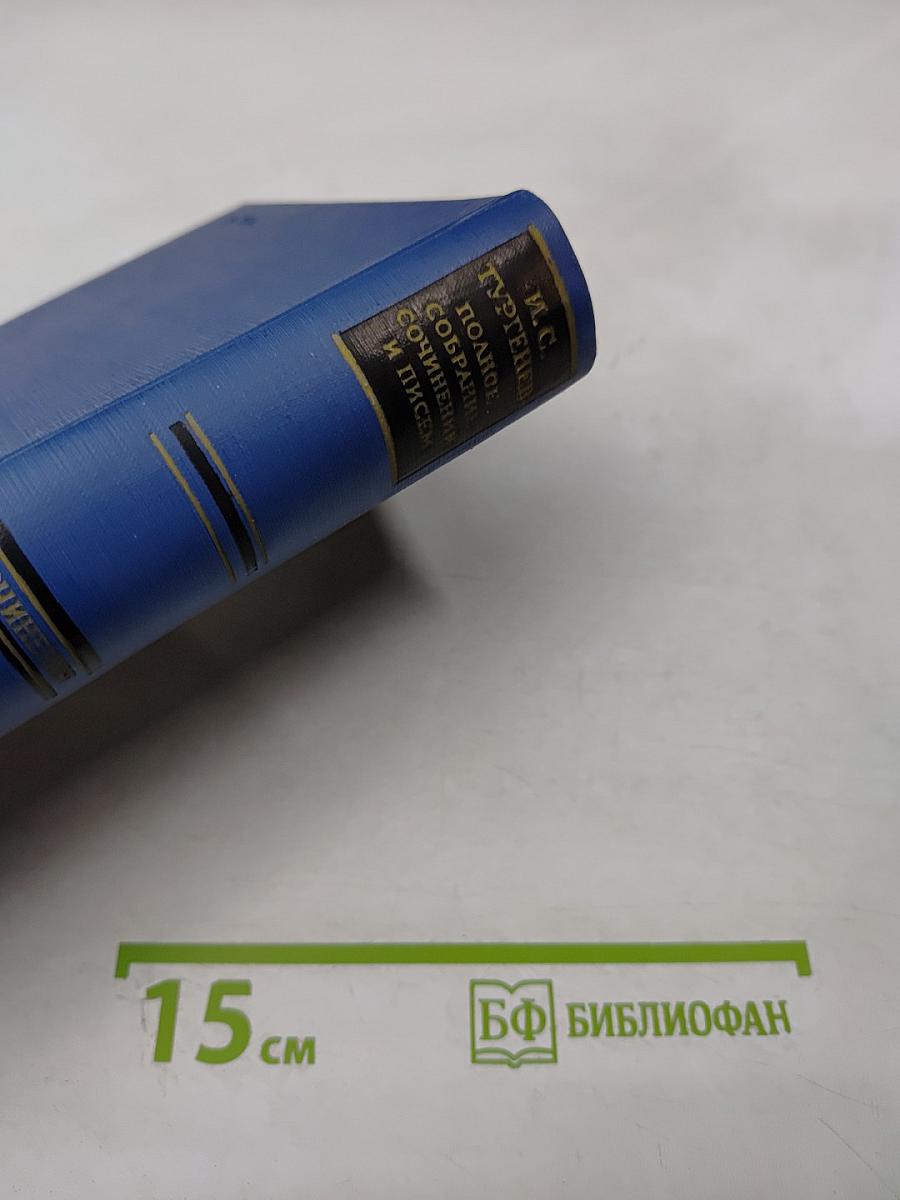 И.С.
ТУРГЕНЕВ
ПОЛНОЕ
СОБРАНИЕ
СОЧИНЕНИЙ
И ПИСЕМ
15 см
БФ БИБЛИОФАН